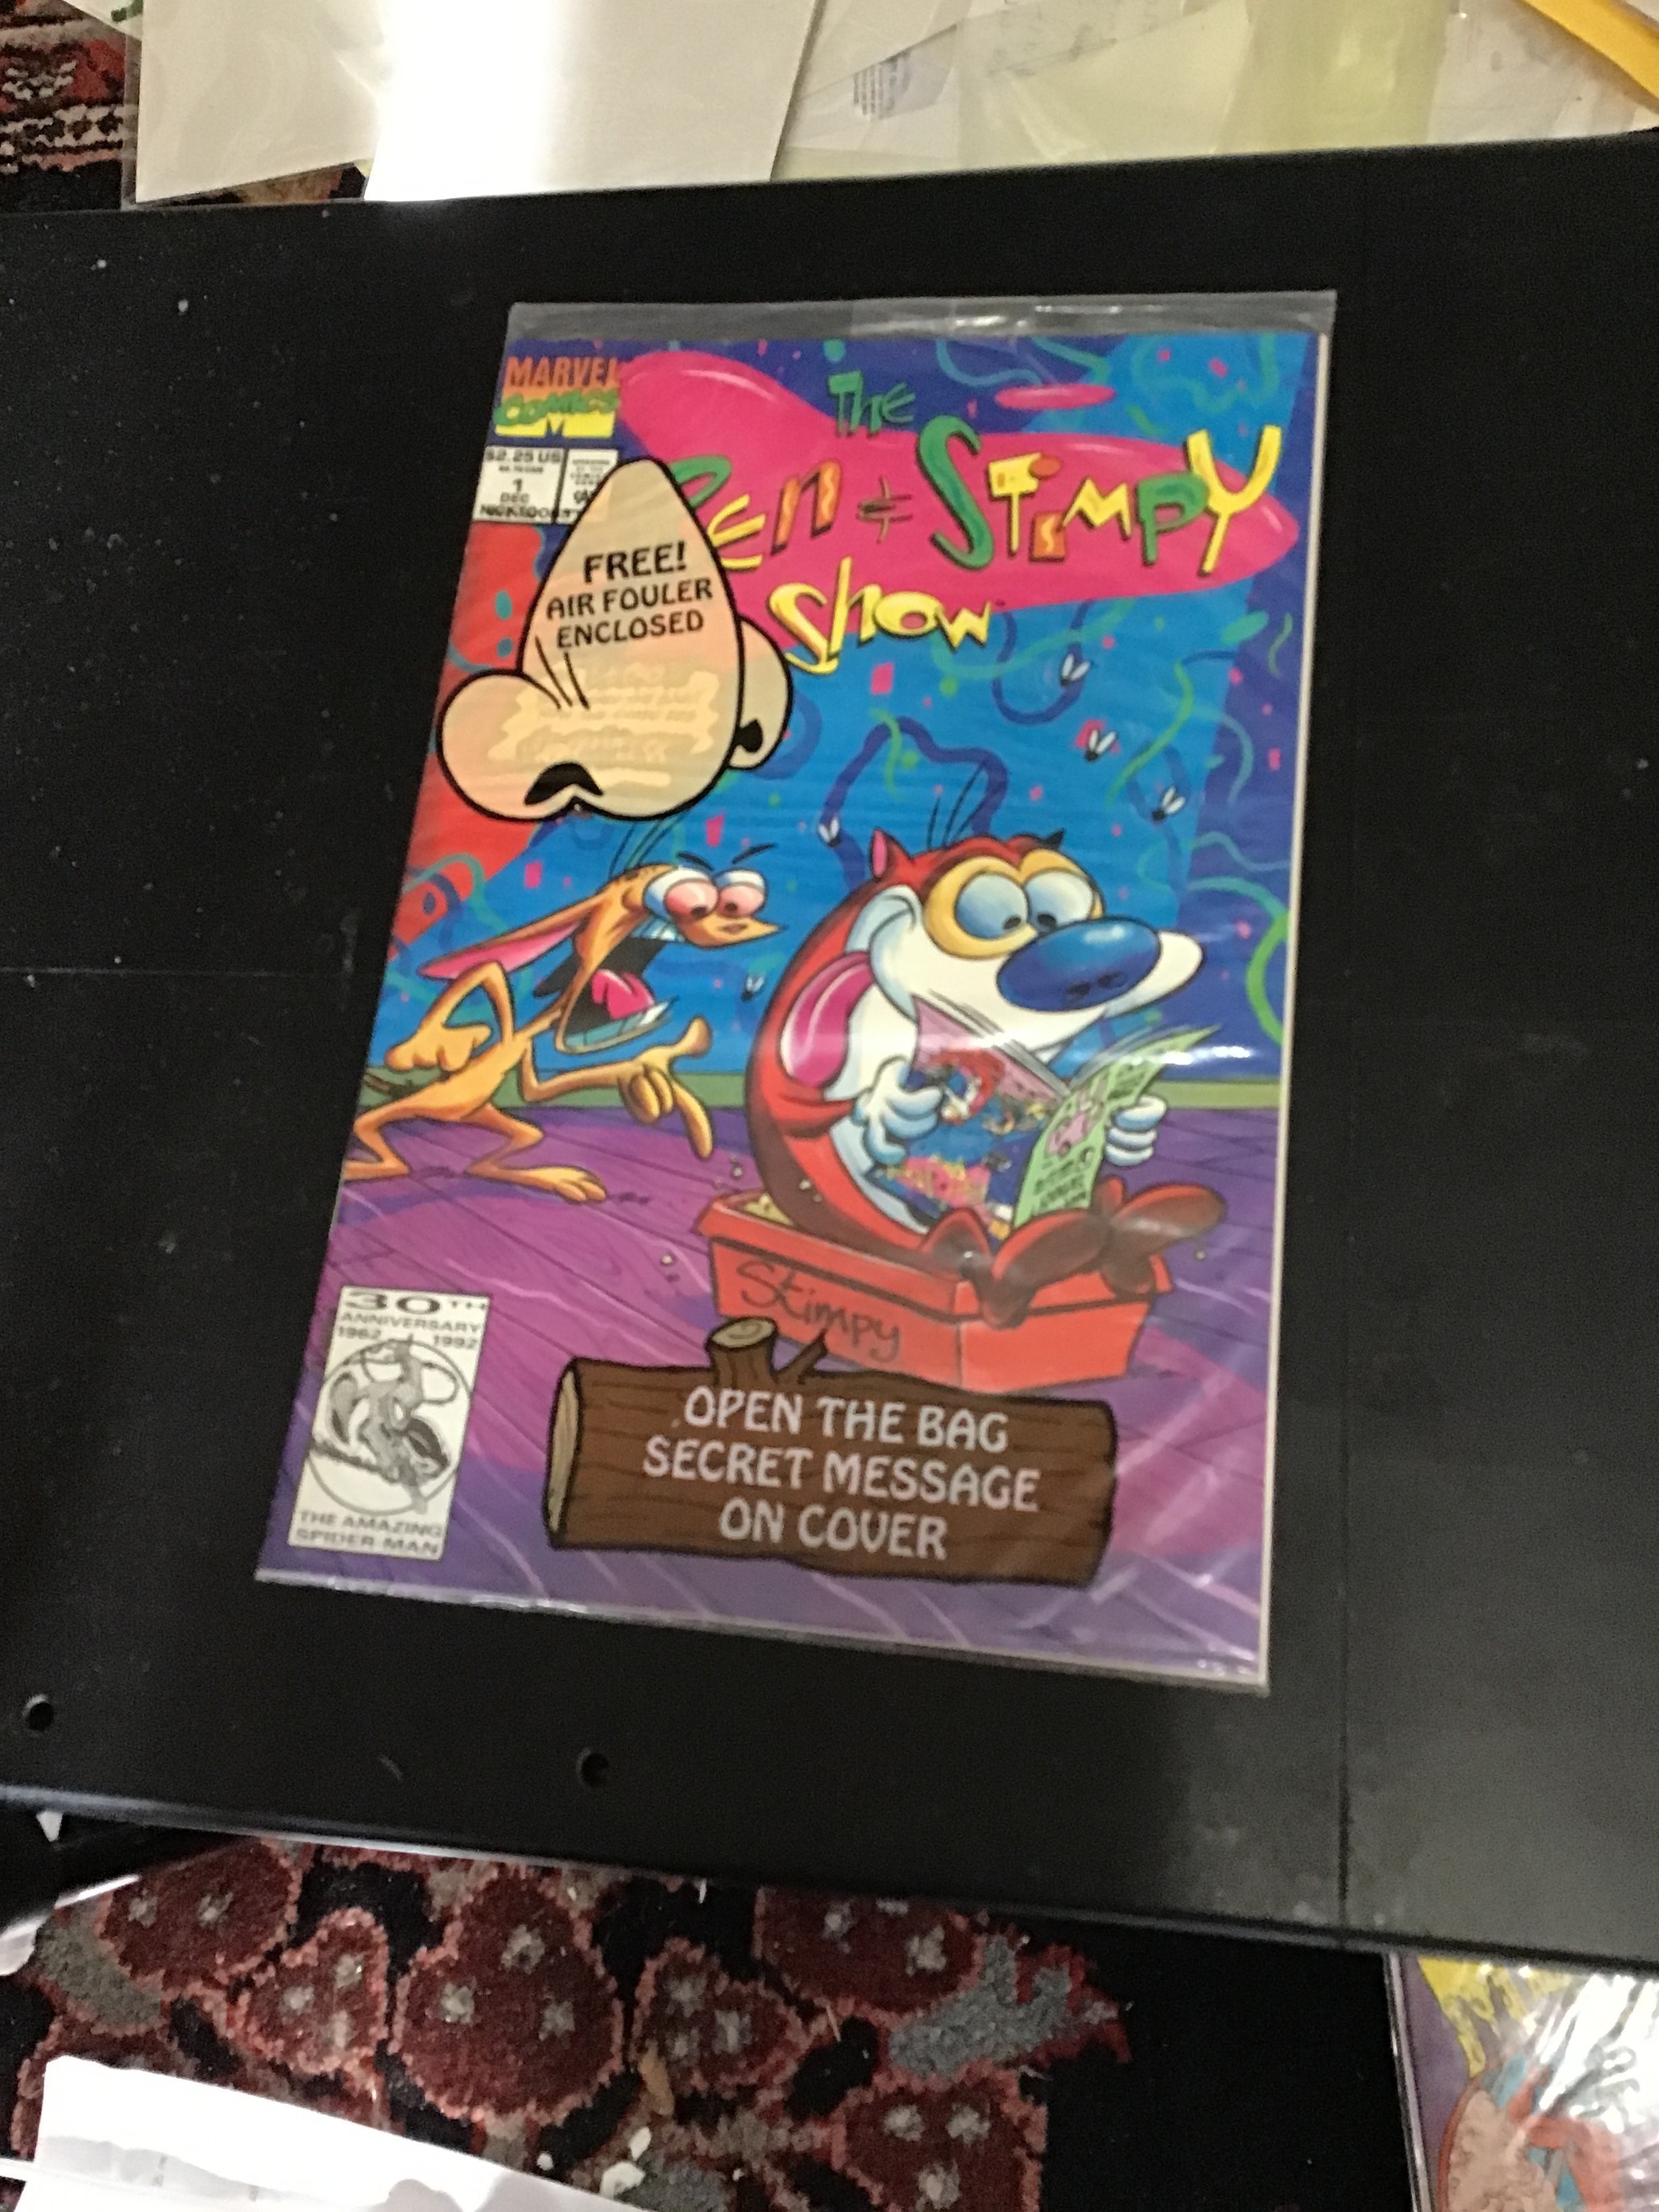 MARVEL
COMICS
$2.25 US
1
DEC
The
Ren & Stimpy
Show
FREE!
AIR FOULER
ENCLOSED
Stimpy
30TH
ANNIVERSARY
1962 1992
THE AMAZING
SPIDER-MAN
OPEN THE BAG
SECRET MESSAGE
ON COVER